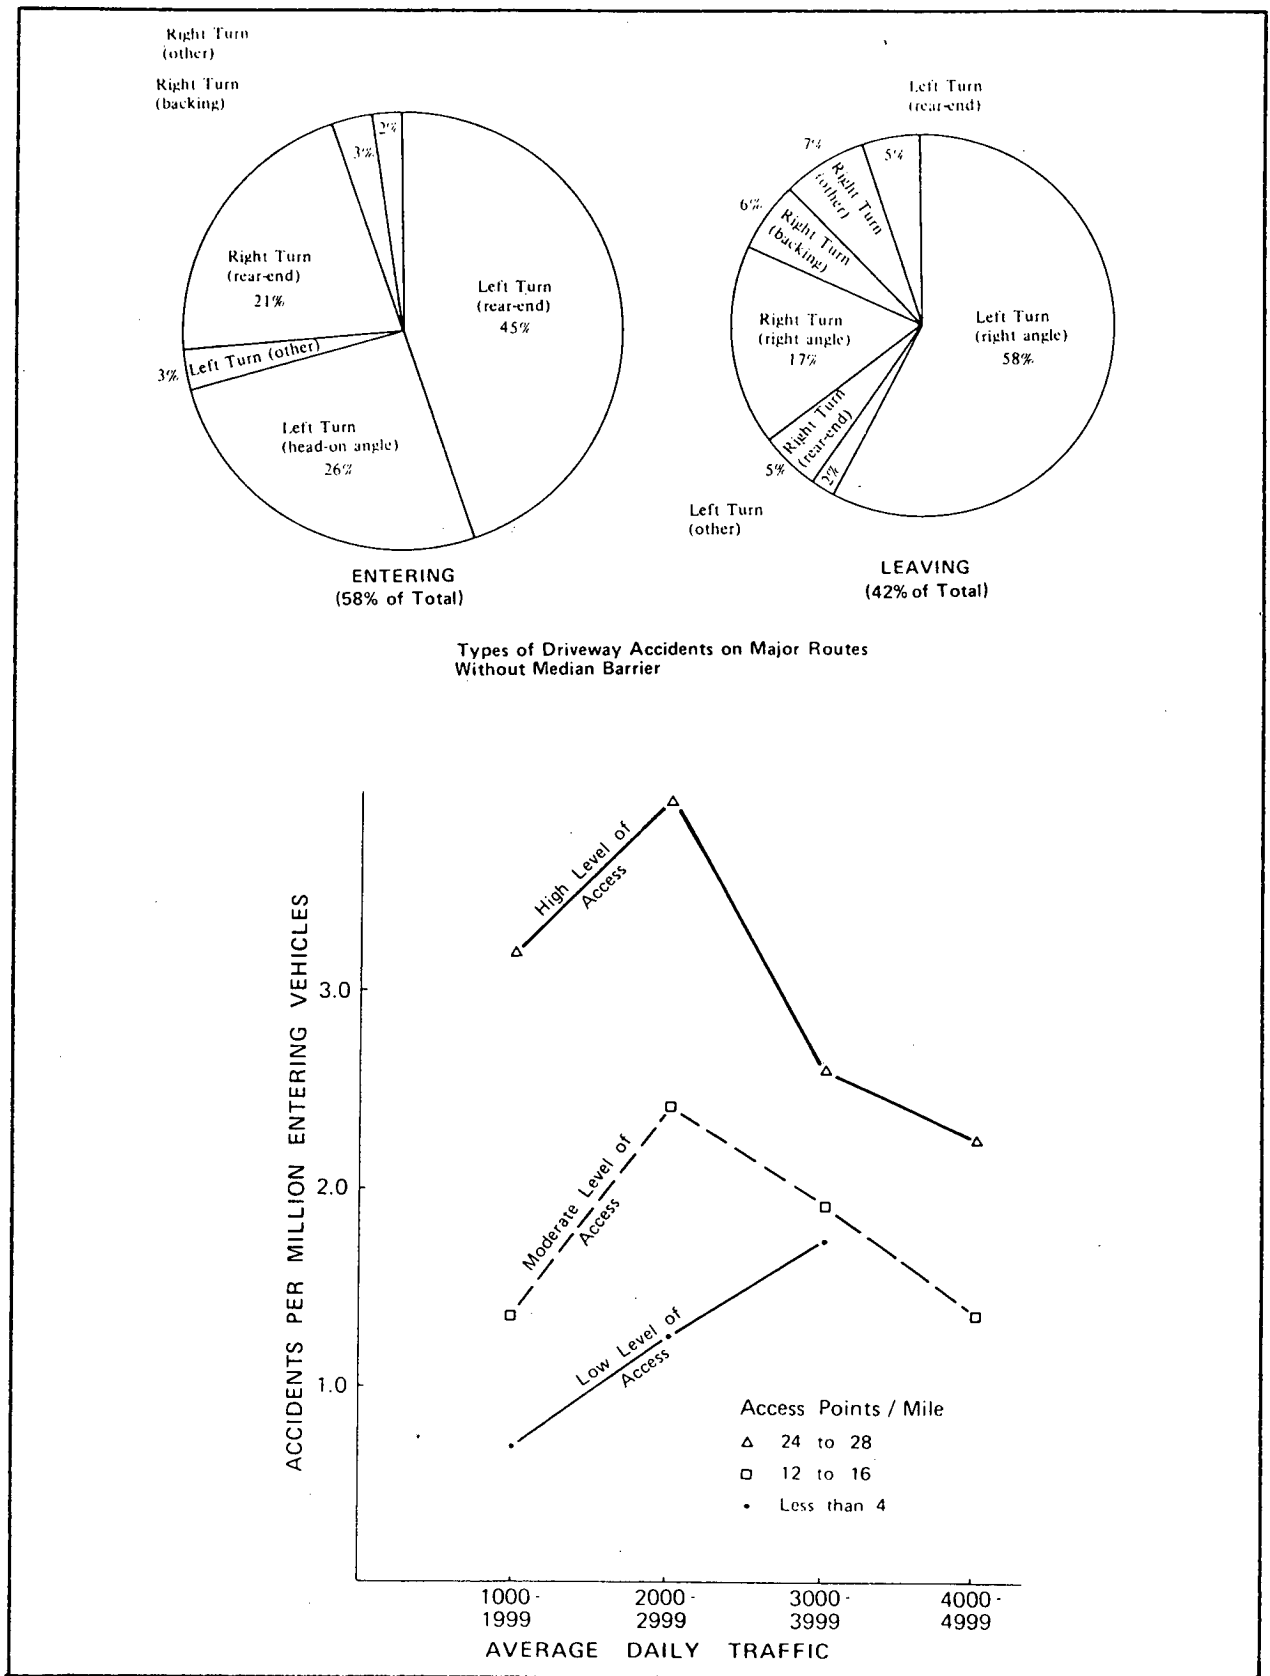 Right Turn
(other)
Right Turn
(backing)
2%
3%
Right Turn
(rear-end)
21%
Left Turn
(rear-end)
45%
3%
Left Turn (other)
Left Turn
(head-on angle)
26%
ENTERING
(58% of Total)
Left Turn
(rear-end)
7%
5%
Right Turn
(other)
6%
Right Turn
(backing)
Right Turn
(right angle)
17%
Left Turn
(right angle)
58%
Right Turn
(rear-end)
5%
2%
Left Turn
(other)
LEAVING
(42% of Total)
Types of Driveway Accidents on Major Routes
Without Median Barrier
ACCIDENTS PER MILLION ENTERING VEHICLES
3.0
2.0
1.0
High Level of
Access
Moderate Level of
Access
Low Level of
Access
Access Points / Mile
24 to 28
12 to 16
Less than 4
1000 -
1999
2000 -
2999
3000 -
3999
4000 -
4999
AVERAGE DAILY TRAFFIC